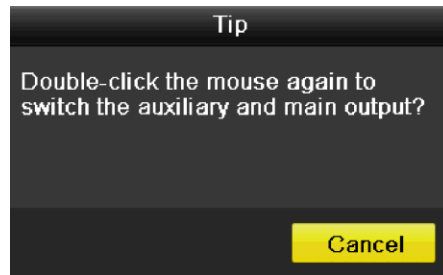 Tip
Double-click the mouse again to
switch the auxiliary and main output?
Cancel